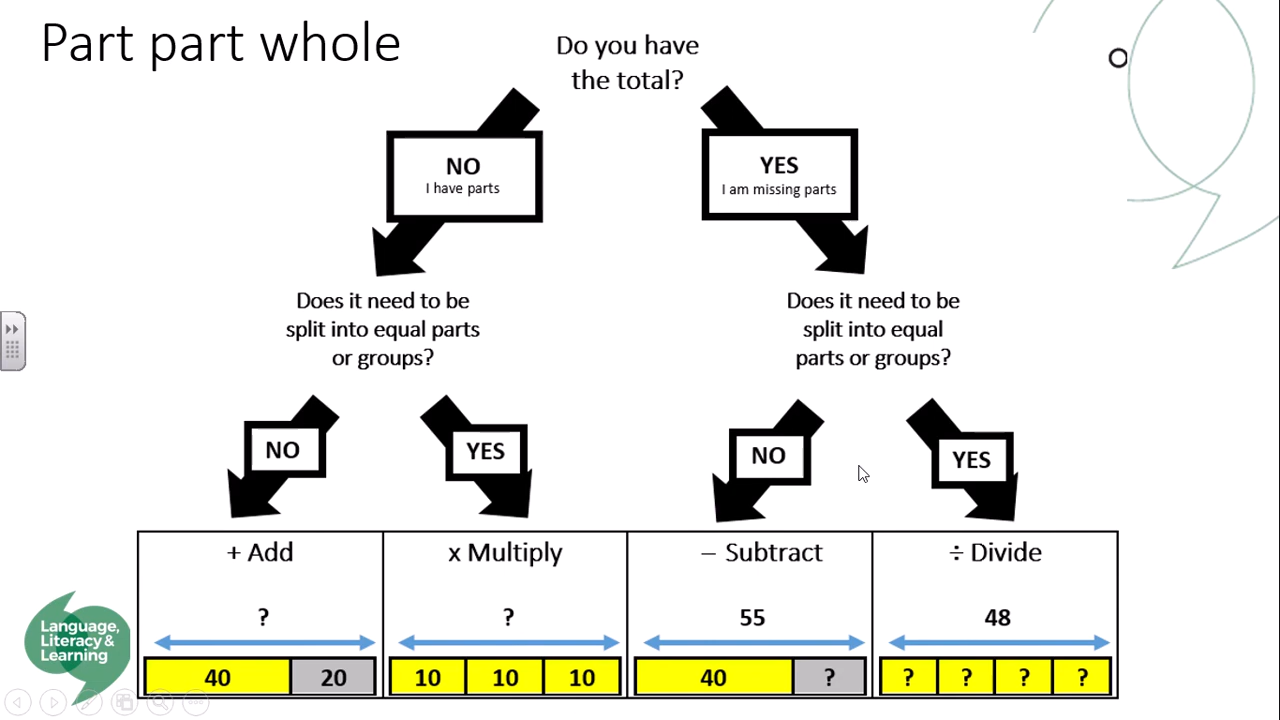 Part part whole
Do you have
the total?
NO
I have parts
YES
I am missing parts
Does it need to be
split into equal parts
or groups?
Does it need to be
split into equal
parts or groups?
NO
YES
NO
YES
+ Add
x Multiply
– Subtract
÷ Divide
?
?
55
48
40
20
10
10
10
40
?
?
?
?
?
Language,
Literacy &
Learning